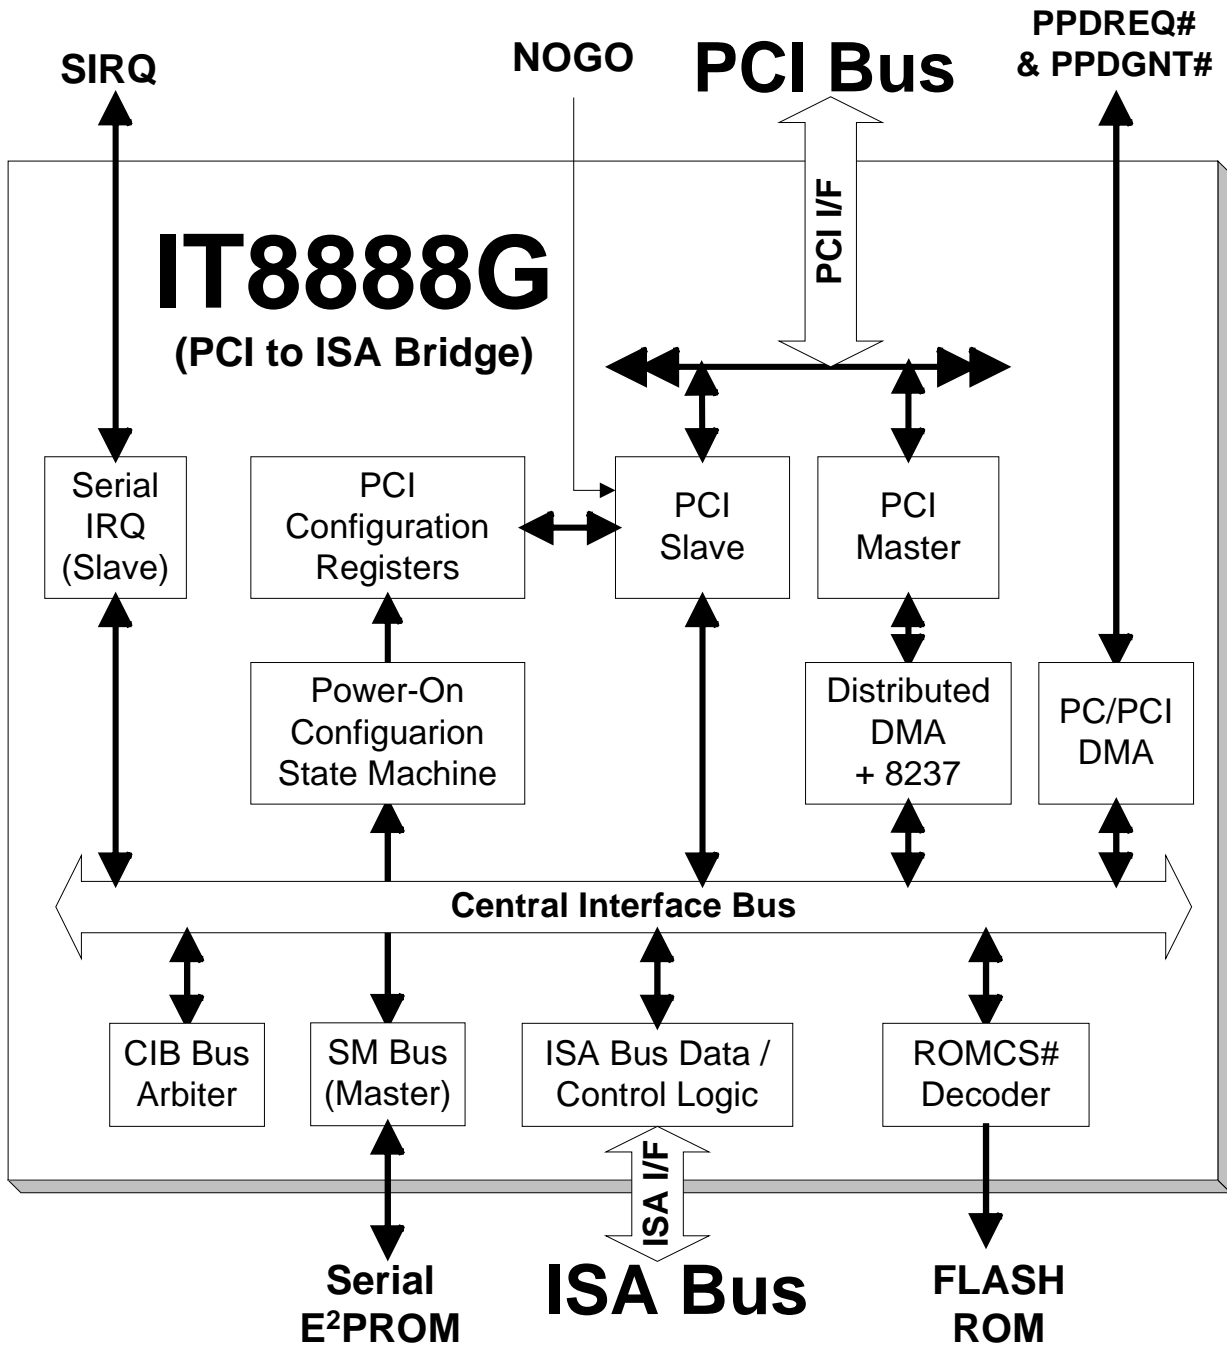 SIRQ
NOGO
PCI Bus
PPDREQ#
& PPDGNT#
PCI I/F
IT8888G
(PCI to ISA Bridge)
Serial
IRQ
(Slave)
PCI
Configuration
Registers
PCI
Slave
PCI
Master
Power-On
Configuarion
State Machine
Distributed
DMA
+ 8237
PC/PCI
DMA
Central Interface Bus
CIB Bus
Arbiter
SM Bus
(Master)
ISA Bus Data /
Control Logic
ROMCS#
Decoder
ISA I/F
Serial
E²PROM
ISA Bus
FLASH
ROM